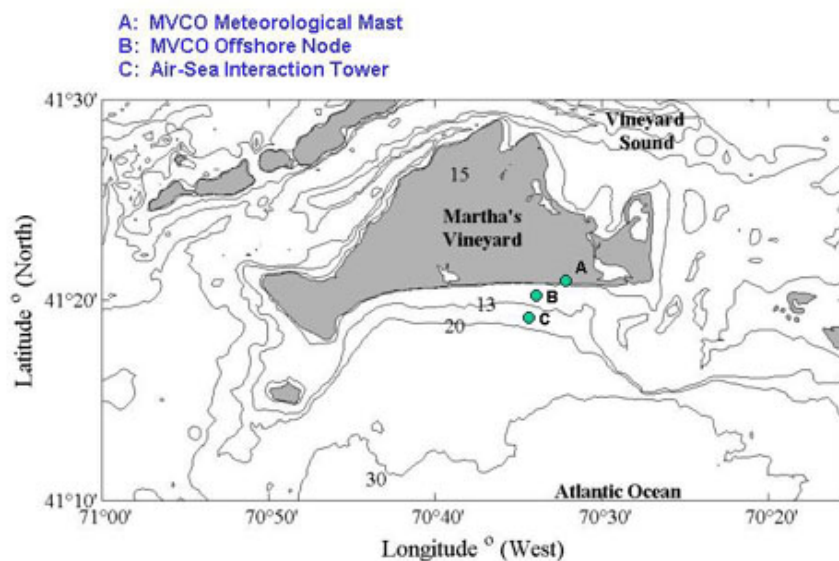 A: MVCO Meteorological Mast
B: MVCO Offshore Node
C: Air-Sea Interaction Tower
41°30'
Vineyard
Sound
15
Martha's
Vineyard
A
41°20'
B
13
C
20
30
Atlantic Ocean
41°10'
71°00'
70°50'
70°40'
70°30'
70°20'
Latitude ° (North)
Longitude ° (West)